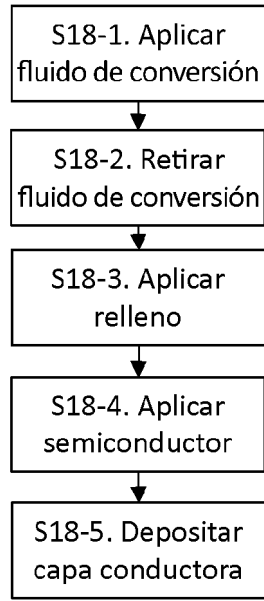 S18-1. Aplicar
fluido de conversión
S18-2. Retirar
fluido de conversión
S18-3. Aplicar
relleno
S18-4. Aplicar
semiconductor
S18-5. Depositar
capa conductora